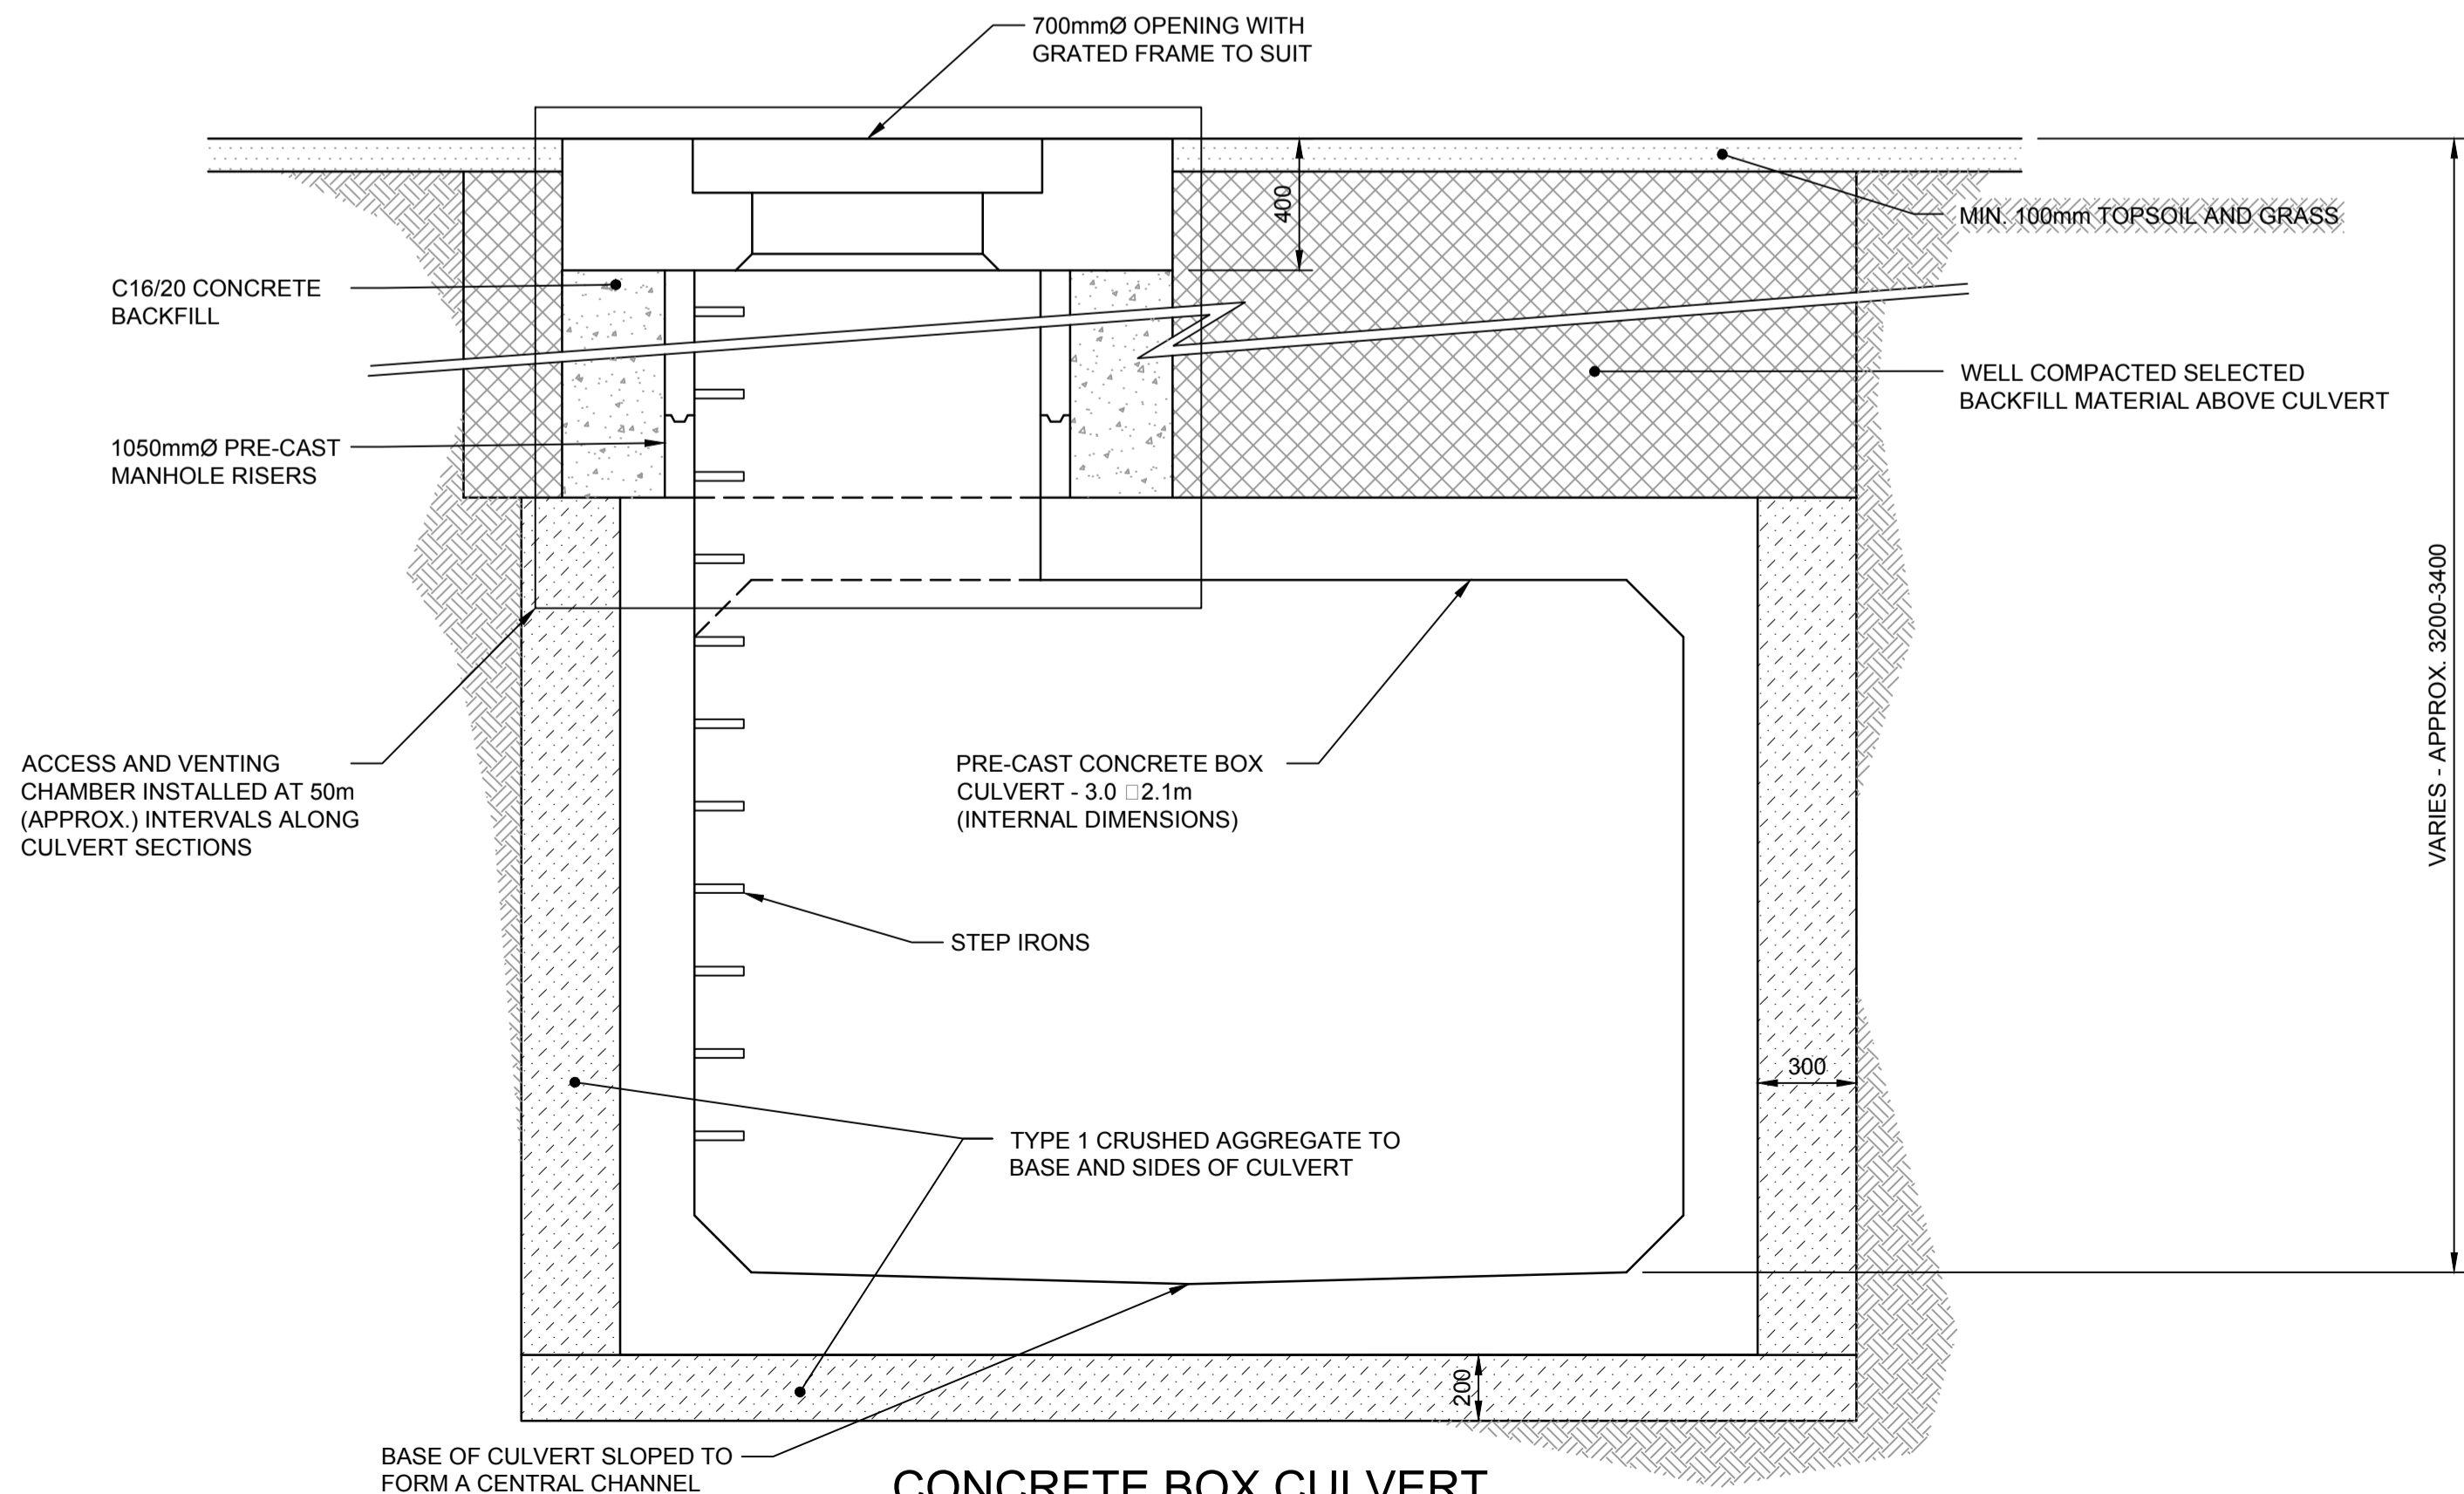 700mmØ OPENING WITH
GRATED FRAME TO SUIT
400
MIN. 100mm TOPSOIL AND GRASS
C16/20 CONCRETE
BACKFILL
WELL COMPACTED SELECTED
BACKFILL MATERIAL ABOVE CULVERT
1050mmØ PRE-CAST
MANHOLE RISERS
VARIES - APPROX. 3200-3400
ACCESS AND VENTING
CHAMBER INSTALLED AT 50m
(APPROX.) INTERVALS ALONG
CULVERT SECTIONS
PRE-CAST CONCRETE BOX
CULVERT - 3.0 □2.1m
(INTERNAL DIMENSIONS)
STEP IRONS
300
TYPE 1 CRUSHED AGGREGATE TO
BASE AND SIDES OF CULVERT
200
BASE OF CULVERT SLOPED TO
FORM A CENTRAL CHANNEL
CONCRETE BOX CULVERT